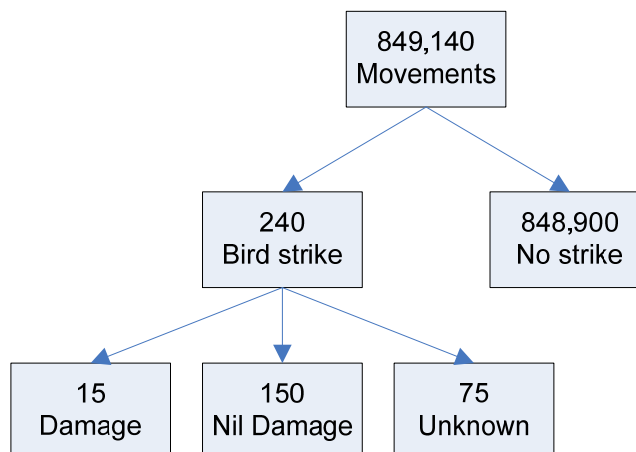 849,140
Movements
240
Bird strike
848,900
No strike
15
Damage
150
Nil Damage
75
Unknown